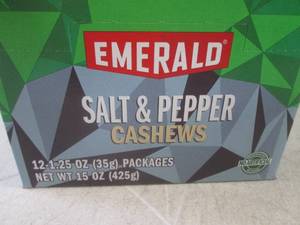 EMERALD®
SALT & PEPPER
CASHEWS
12-1.25 OZ (35g) PACKAGES
NET WT 15 OZ (425g)